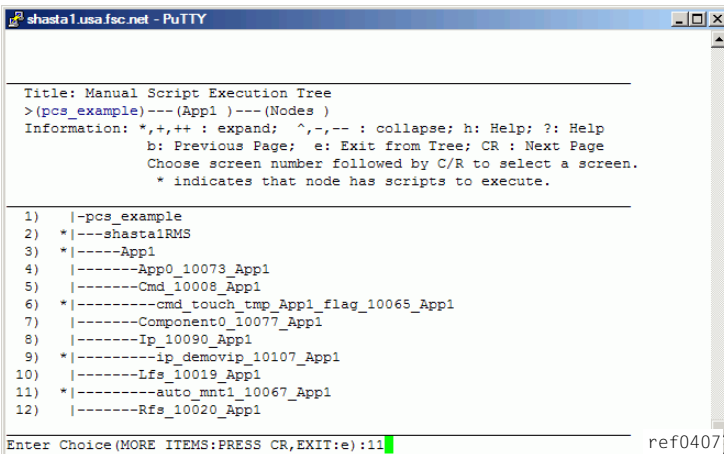 shasta1.usa.fsc.net - PuTTY
Title: Manual Script Execution Tree
>(pcs_example)---(App1 )---(Nodes )
Information: *,+,++ : expand;  ^,-,-- : collapse; h: Help; ?: Help
b: Previous Page;  e: Exit from Tree; CR : Next Page
Choose screen number followed by C/R to select a screen.
* indicates that node has scripts to execute.
1)   |-pcs_example
2)  *|---shasta1RMS
3)  *|-----App1
4)   |-------App0_10073_App1
5)   |-------Cmd_10008_App1
6)  *|---------cmd_touch_tmp_App1_flag_10065_App1
7)   |-------Component0_10077_App1
8)   |-------Ip_10090_App1
9)  *|---------ip_demovip_10107_App1
10)   |-------Lfs_10019_App1
11)  *|---------auto_mnt1_10067_App1
12)   |-------Rfs_10020_App1
Enter Choice(MORE ITEMS:PRESS CR,EXIT:e):11
ref0407